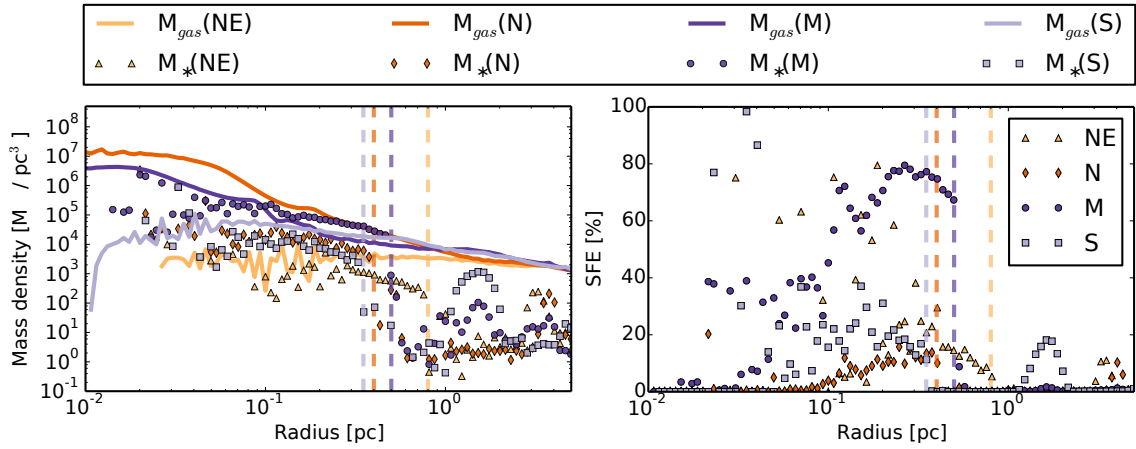 M_gas(NE) M_gas(N) M_gas(M) M_gas(S)
M_*(NE) M_*(N) M_*(M) M_*(S)
Mass density [M / pc^3 ]
10^8
10^7
10^6
10^5
10^4
10^3
10^2
10^1
10^0
10^-1
10^-2 10^-1 10^0
Radius [pc]
SFE [%]
100
80
60
40
20
0
NE
N
M
S
10^-2 10^-1 10^0
Radius [pc]